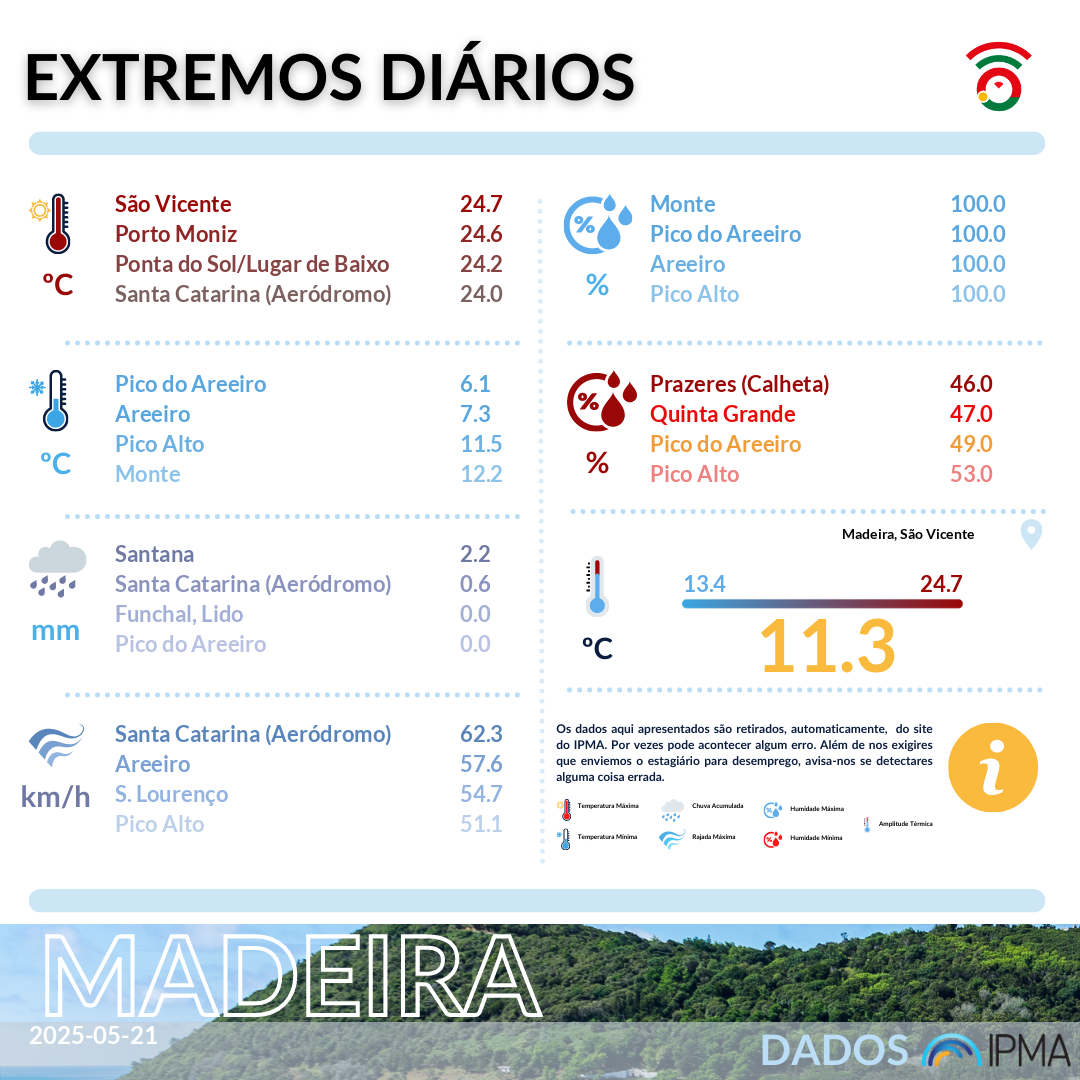 EXTREMOS DIÁRIOS
°C
São Vicente 24.7
Porto Moniz 24.6
Ponta do Sol/Lugar de Baixo 24.2
Santa Catarina (Aeródromo) 24.0
°C
Pico do Areeiro 6.1
Areeiro 7.3
Pico Alto 11.5
Monte 12.2
mm
Santana 2.2
Santa Catarina (Aeródromo) 0.6
Funchal, Lido 0.0
Pico do Areeiro 0.0
km/h
Santa Catarina (Aeródromo) 62.3
Areeiro 57.6
S. Lourenço 54.7
Pico Alto 51.1
%
%
Monte 100.0
Pico do Areeiro 100.0
Areeiro 100.0
Pico Alto 100.0
%
%
Prazeres (Calheta) 46.0
Quinta Grande 47.0
Pico do Areeiro 49.0
Pico Alto 53.0
Madeira, São Vicente
°C
13.4 24.7
11.3
Os dados aqui apresentados são retirados, automaticamente, do site
do IPMA. Por vezes pode acontecer algum erro. Além de nos exigires
que enviemos o estagiário para desemprego, avisa-nos se detectares
alguma coisa errada.
i
Temperatura Máxima
Chuva Acumulada
Humidade Máxima
Amplitude Térmica
Temperatura Mínima
Rajada Máxima
Humidade Mínima
MADEIRA
2025-05-21
DADOS IPMA